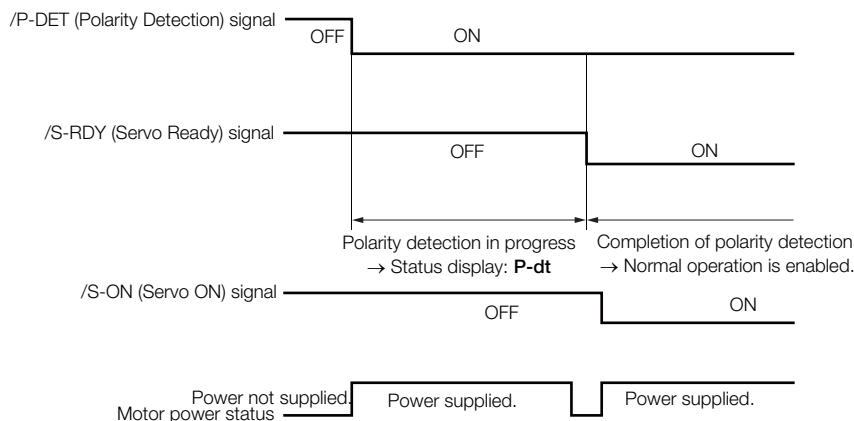 /P-DET (Polarity Detection) signal
OFF
ON
/S-RDY (Servo Ready) signal
OFF
ON
Polarity detection in progress
→ Status display: P-dt
Completion of polarity detection
→ Normal operation is enabled.
/S-ON (Servo ON) signal
OFF
ON
Power not supplied.
Power supplied.
Power supplied.
Motor power status